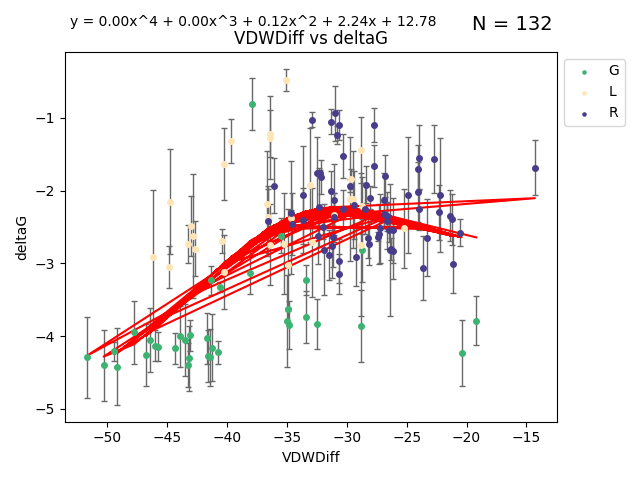 y = 0.00x^4 + 0.00x^3 + 0.12x^2 + 2.24x + 12.78
N = 132
VDWDiff vs deltaG
G
L
R
−1
−2
−3
−4
−5
deltaG
−50 −45 −40 −35 −30 −25 −20 −15
VDWDiff